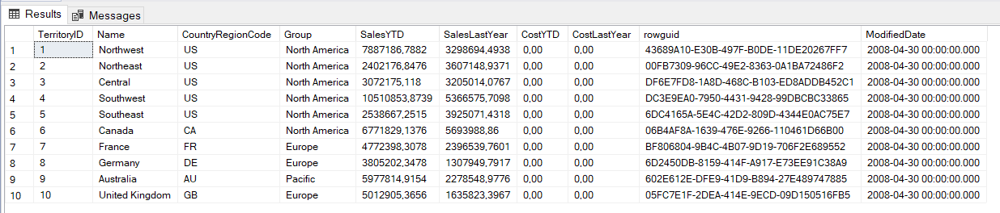 Results Messages
TerritoryID Name CountryRegionCode Group SalesYTD SalesLastYear CostYTD CostLastYear rowguid ModifiedDate
1 1 Northwest US North America 7887186,7882 3298694,4938 0,00 0,00 43689A10-E30B-497F-B0DE-11DE20267FF7 2008-04-30 00:00:00.000
2 2 Northeast US North America 2402176,8476 3607148,9371 0,00 0,00 00FB7309-96CC-49E2-8363-0A1BA72486F2 2008-04-30 00:00:00.000
3 3 Central US North America 3072175,118 3205014,0767 0,00 0,00 DF6E7FD8-1A8D-468C-B103-ED8ADDB452C1 2008-04-30 00:00:00.000
4 4 Southwest US North America 10510853,8739 5366575,7098 0,00 0,00 DC3E9EA0-7950-4431-9428-99DBCBC33865 2008-04-30 00:00:00.000
5 5 Southeast US North America 2538667,2515 3925071,4318 0,00 0,00 6DC4165A-5E4C-42D2-809D-4344E0AC75E7 2008-04-30 00:00:00.000
6 6 Canada CA North America 6771829,1376 5693988,86 0,00 0,00 06B4AF8A-1639-476E-9266-110461D66B00 2008-04-30 00:00:00.000
7 7 France FR Europe 4772398,3078 2396539,7601 0,00 0,00 BF806804-9B4C-4B07-9D19-706F2E689552 2008-04-30 00:00:00.000
8 8 Germany DE Europe 3805202,3478 1307949,7917 0,00 0,00 6D2450DB-8159-414F-A917-E73EE91C38A9 2008-04-30 00:00:00.000
9 9 Australia AU Pacific 5977814,9154 2278548,9776 0,00 0,00 602E612E-DFE9-41D9-B894-27E489747885 2008-04-30 00:00:00.000
10 10 United Kingdom GB Europe 5012905,3656 1635823,3967 0,00 0,00 05FC7E1F-2DEA-414E-9ECD-09D150516FB5 2008-04-30 00:00:00.000